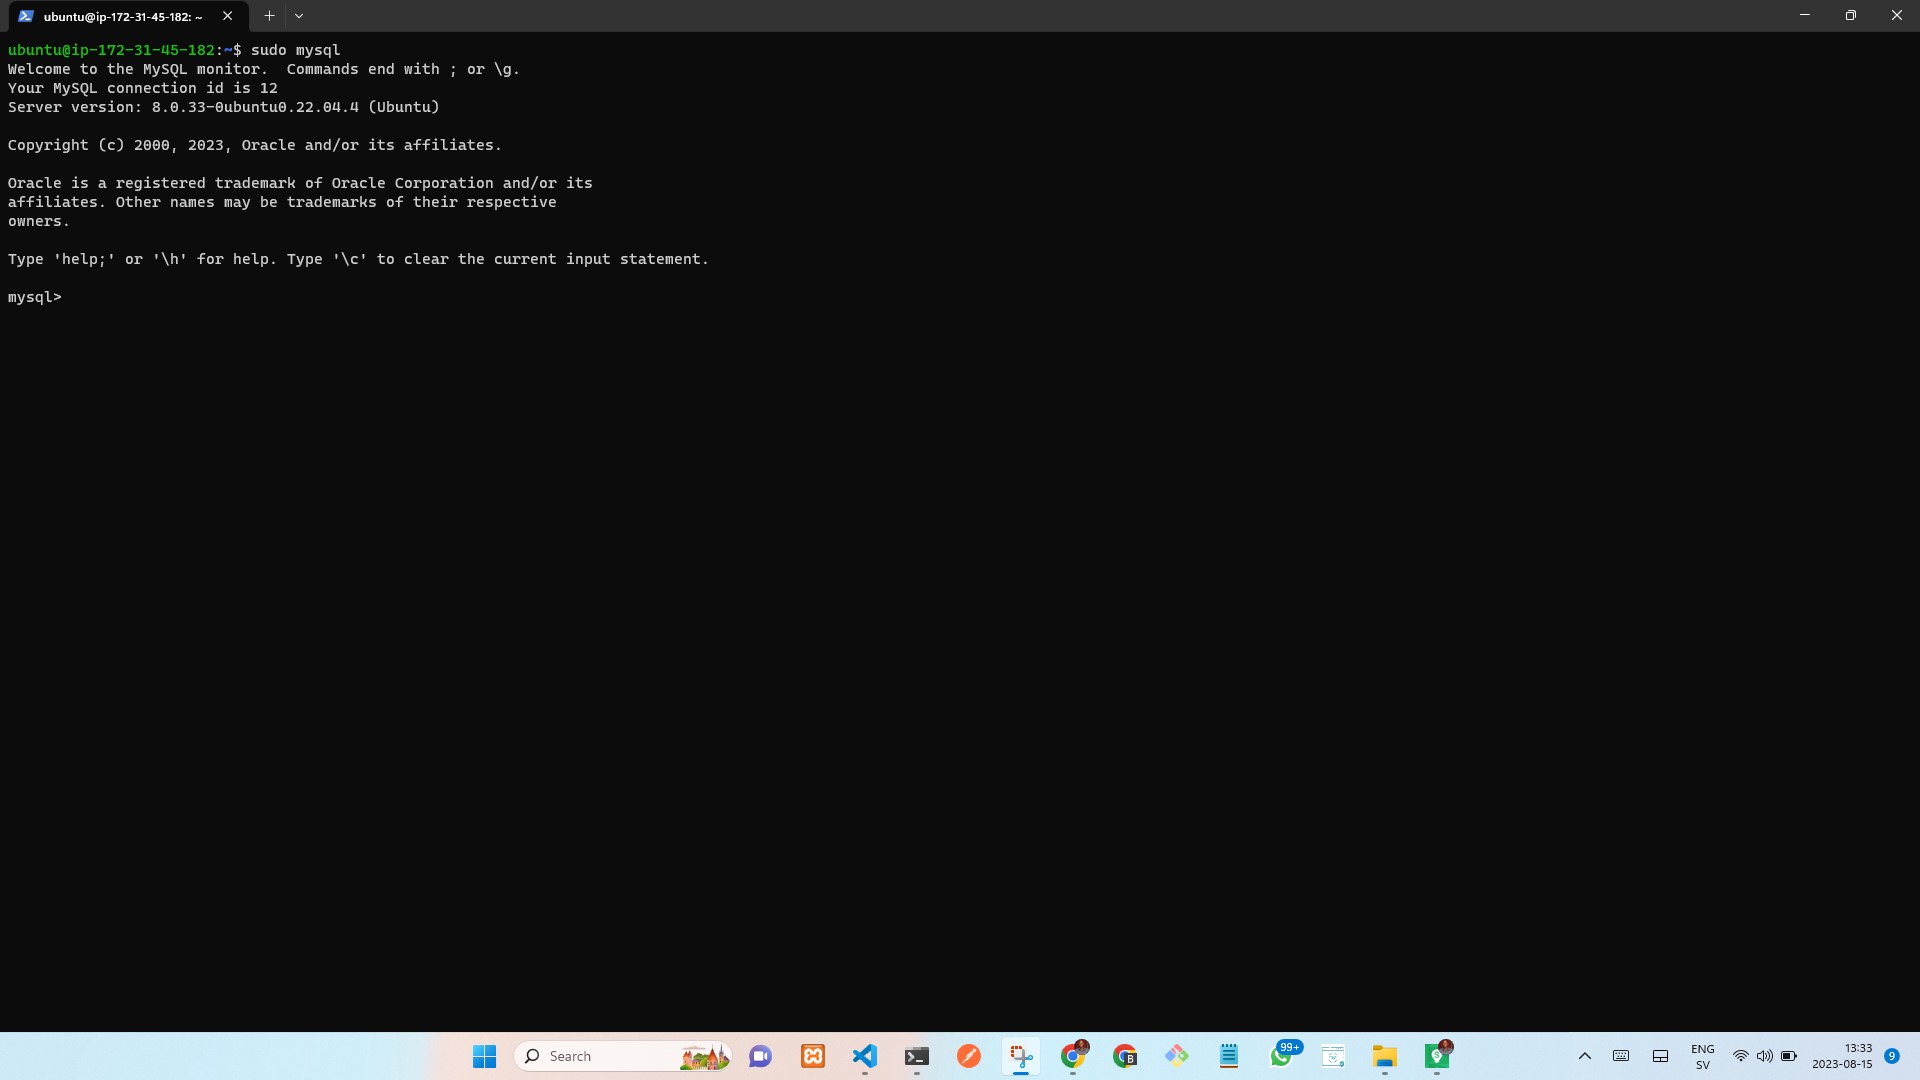 ubuntu@ip-172-31-45-182: ~
ubuntu@ip-172-31-45-182:~$ sudo mysql
Welcome to the MySQL monitor.  Commands end with ; or \g.
Your MySQL connection id is 12
Server version: 8.0.33-0ubuntu0.22.04.4 (Ubuntu)
Copyright (c) 2000, 2023, Oracle and/or its affiliates.
Oracle is a registered trademark of Oracle Corporation and/or its
affiliates. Other names may be trademarks of their respective
owners.
Type 'help;' or '\h' for help. Type '\c' to clear the current input statement.
mysql>
Search
B
99+
ENG
SV
13:33
2023-08-15
9